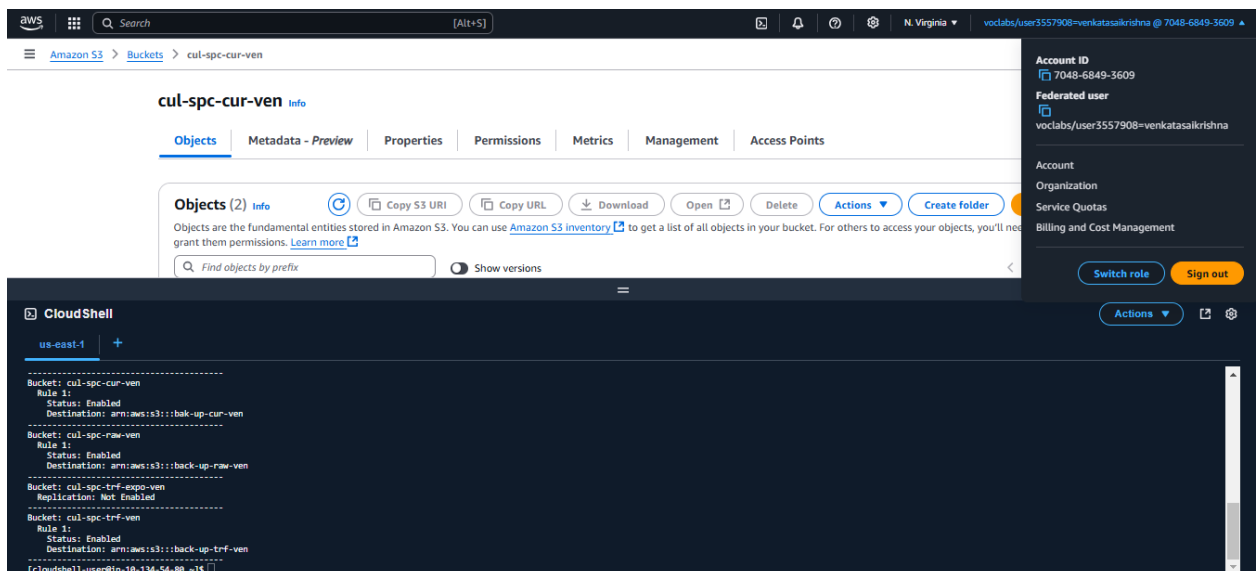 aws Search [Alt+S] N. Virginia ▼ voclabs/user3557908=venkatasaikrishna @ 7048-6849-3609 ▲
Amazon S3 > Buckets > cul-spc-cur-ven
Account ID
7048-6849-3609
Federated user
voclabs/user3557908=venkatasaikrishna
Account
Organization
Service Quotas
Billing and Cost Management
Switch role Sign out
cul-spc-cur-ven Info
Objects Metadata - Preview Properties Permissions Metrics Management Access Points
Objects (2) Info Copy S3 URI Copy URL Download Open Delete Actions ▼ Create folder
Objects are the fundamental entities stored in Amazon S3. You can use Amazon S3 inventory to get a list of all objects in your bucket. For others to access your objects, you'll nee
grant them permissions. Learn more
Find objects by prefix Show versions
CloudShell Actions ▼
us-east-1 +
----------------------------------------
Bucket: cul-spc-cur-ven
Rule 1:
Status: Enabled
Destination: arn:aws:s3:::bak-up-cur-ven
----------------------------------------
Bucket: cul-spc-raw-ven
Rule 1:
Status: Enabled
Destination: arn:aws:s3:::back-up-raw-ven
----------------------------------------
Bucket: cul-spc-trf-expo-ven
Replication: Not Enabled
----------------------------------------
Bucket: cul-spc-trf-ven
Rule 1:
Status: Enabled
Destination: arn:aws:s3:::back-up-trf-ven
----------------------------------------
[cloudshell-user@ip-10-134-54-80 ~]$